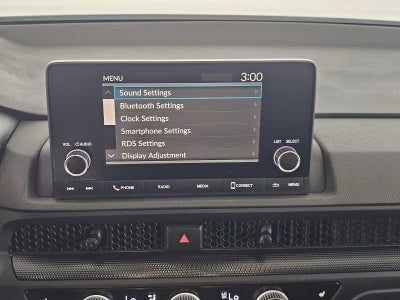 MENU 3:00
Sound Settings
Bluetooth Settings
Clock Settings
Smartphone Settings
RDS Settings
Display Adjustment
VOL AUDIO
LIST SELECT
PHONE RADIO MEDIA CONNECT MENU
Lo